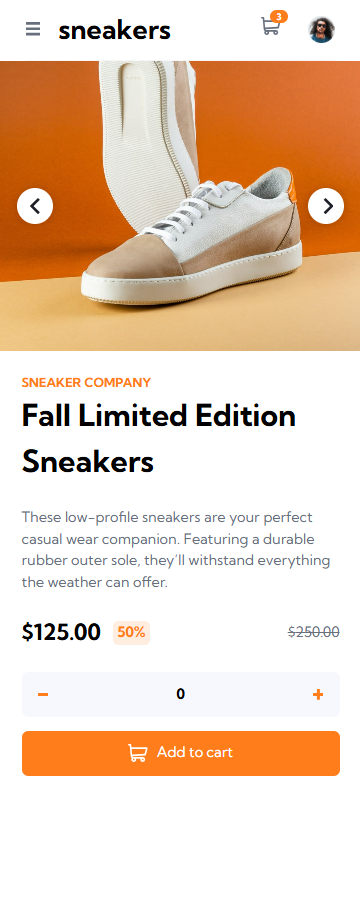 sneakers
3
SNEAKER COMPANY
Fall Limited Edition
Sneakers
These low-profile sneakers are your perfect
casual wear companion. Featuring a durable
rubber outer sole, they'll withstand everything
the weather can offer.
$125.00 50% $250.00
0
Add to cart